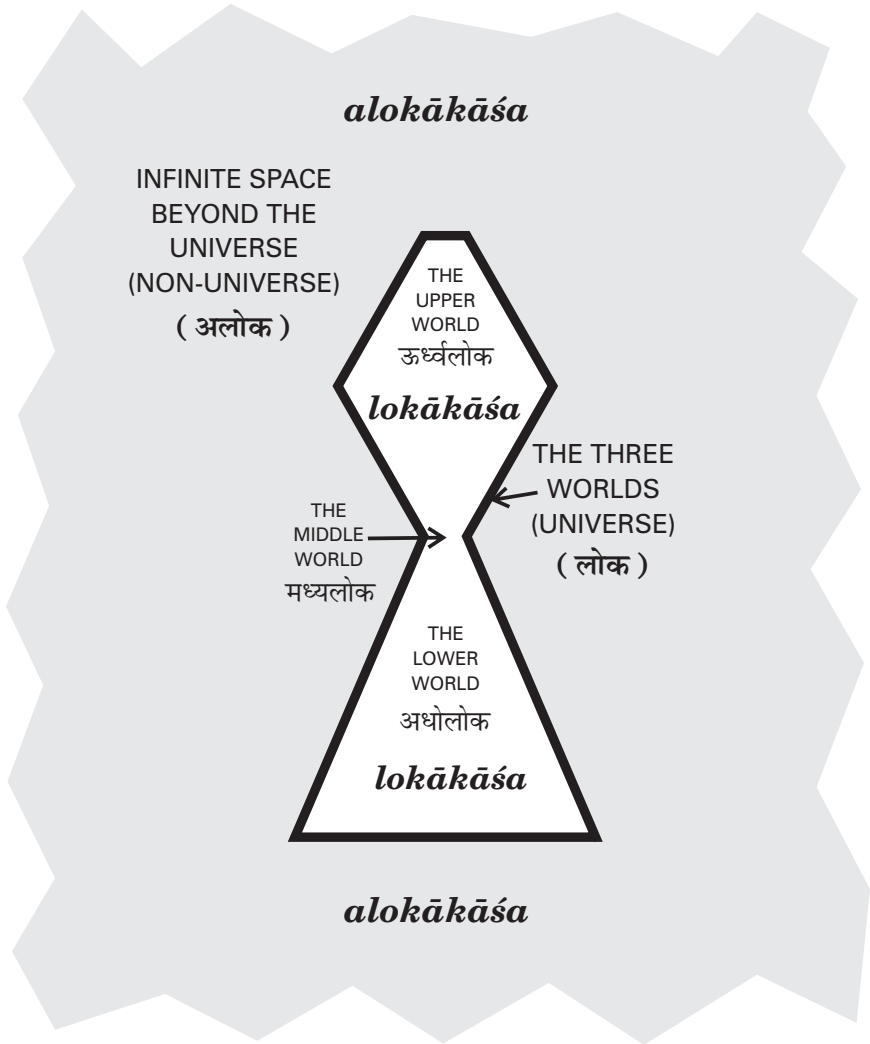 alokākāśa
INFINITE SPACE
BEYOND THE
UNIVERSE
(NON-UNIVERSE)
( अलोक )
THE
UPPER
WORLD
ऊर्ध्वलोक
lokākāśa
THE THREE
WORLDS
(UNIVERSE)
( लोक )
THE
MIDDLE
WORLD
मध्यलोक
THE
LOWER
WORLD
अधोलोक
lokākāśa
alokākāśa